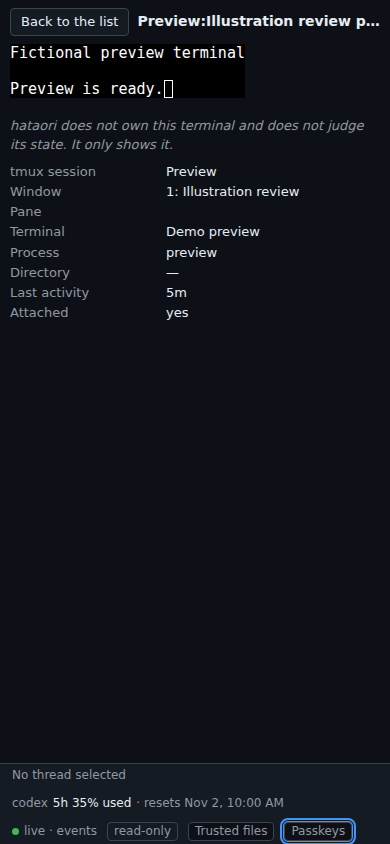 Back to the list Preview:Illustration review p…
Fictional preview terminal
Preview is ready.
hataori does not own this terminal and does not judge
its state. It only shows it.
tmux session Preview
Window 1: Illustration review
Pane
Terminal Demo preview
Process preview
Directory —
Last activity 5m
Attached yes
No thread selected
codex 5h 35% used · resets Nov 2, 10:00 AM
live · events read-only Trusted files Passkeys